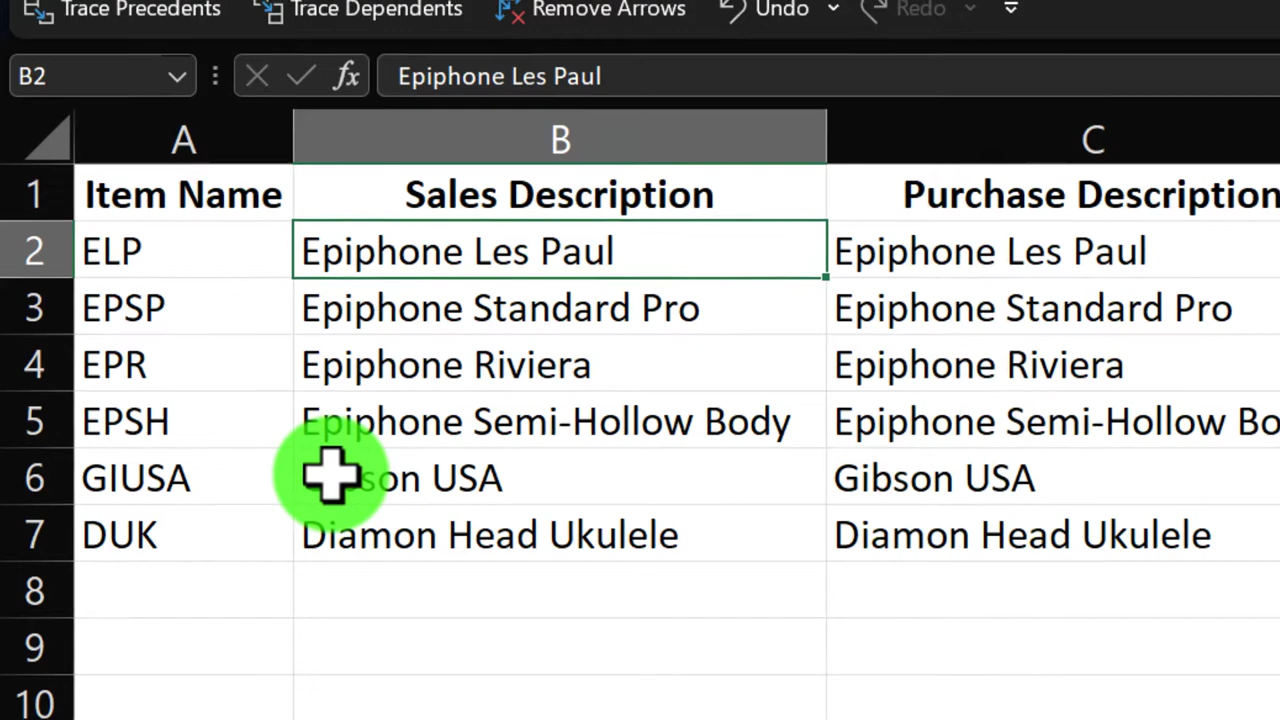 Trace Precedents Trace Dependents Remove Arrows Undo Redo
B2 fx Epiphone Les Paul
A B C
1 Item Name Sales Description Purchase Description
2 ELP Epiphone Les Paul Epiphone Les Paul
3 EPSP Epiphone Standard Pro Epiphone Standard Pro
4 EPR Epiphone Riviera Epiphone Riviera
5 EPSH Epiphone Semi-Hollow Body Epiphone Semi-Hollow Bo
6 GIUSA Gibson USA Gibson USA
7 DUK Diamon Head Ukulele Diamon Head Ukulele
8
9
10